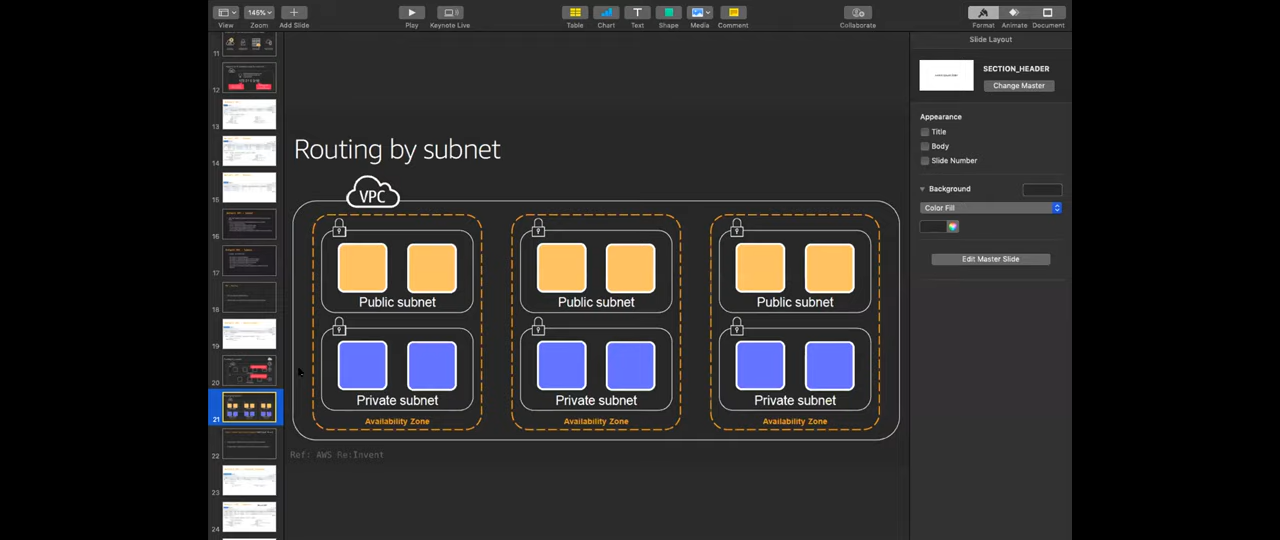 145%
View
Zoom
Add Slide
Play
Keynote Live
Table
Chart
Text
Shape
Media
Comment
Collaborate
Format
Animate
Document
11
12
13
14
15
16
17
18
19
20
21
22
23
24
Routing by subnet
VPC
Public subnet
Public subnet
Public subnet
Private subnet
Private subnet
Private subnet
Availability Zone
Availability Zone
Availability Zone
Ref: AWS Re:Invent
Slide Layout
SECTION_HEADER
Change Master
Appearance
Title
Body
Slide Number
Background
Color Fill
Edit Master Slide